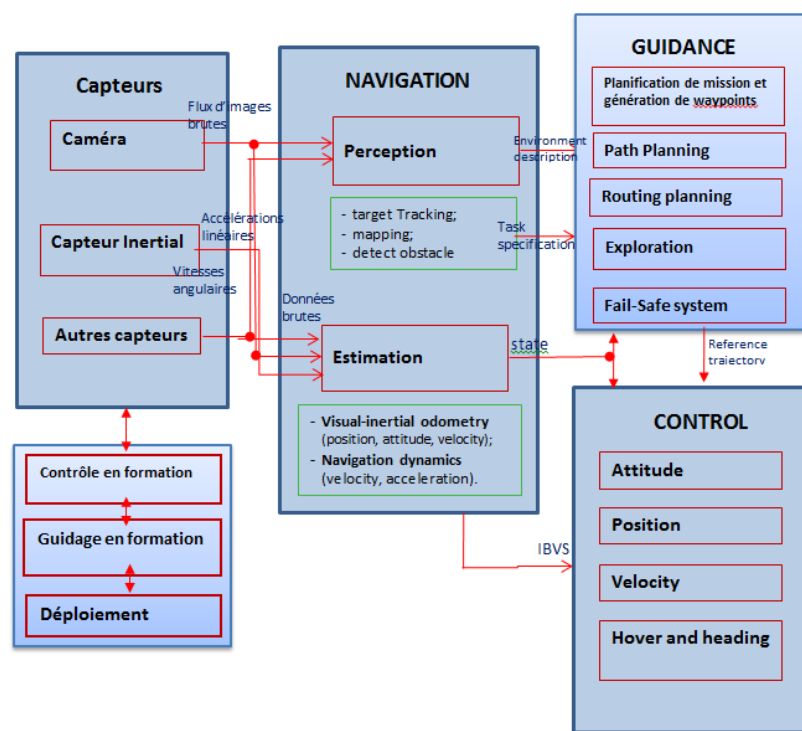 Capteurs
Flux d'images
brutes
Caméra
Accélérations
linéaires
Capteur Inertial
Vitesses
angulaires
Autres capteurs
Contrôle en formation
Guidage en formation
Déploiement
NAVIGATION
Perception
- target Tracking;
- mapping;
- detect obstacle
Données
brutes
Estimation
- Visual-inertial odometry
(position, attitude, velocity);
- Navigation dynamics
(velocity, acceleration).
Environment
description
Task
specification
state
IBVS
GUIDANCE
Planification de mission et
génération de waypoints
Path Planning
Routing planning
Exploration
Fail-Safe system
Reference
trajectory
CONTROL
Attitude
Position
Velocity
Hover and heading